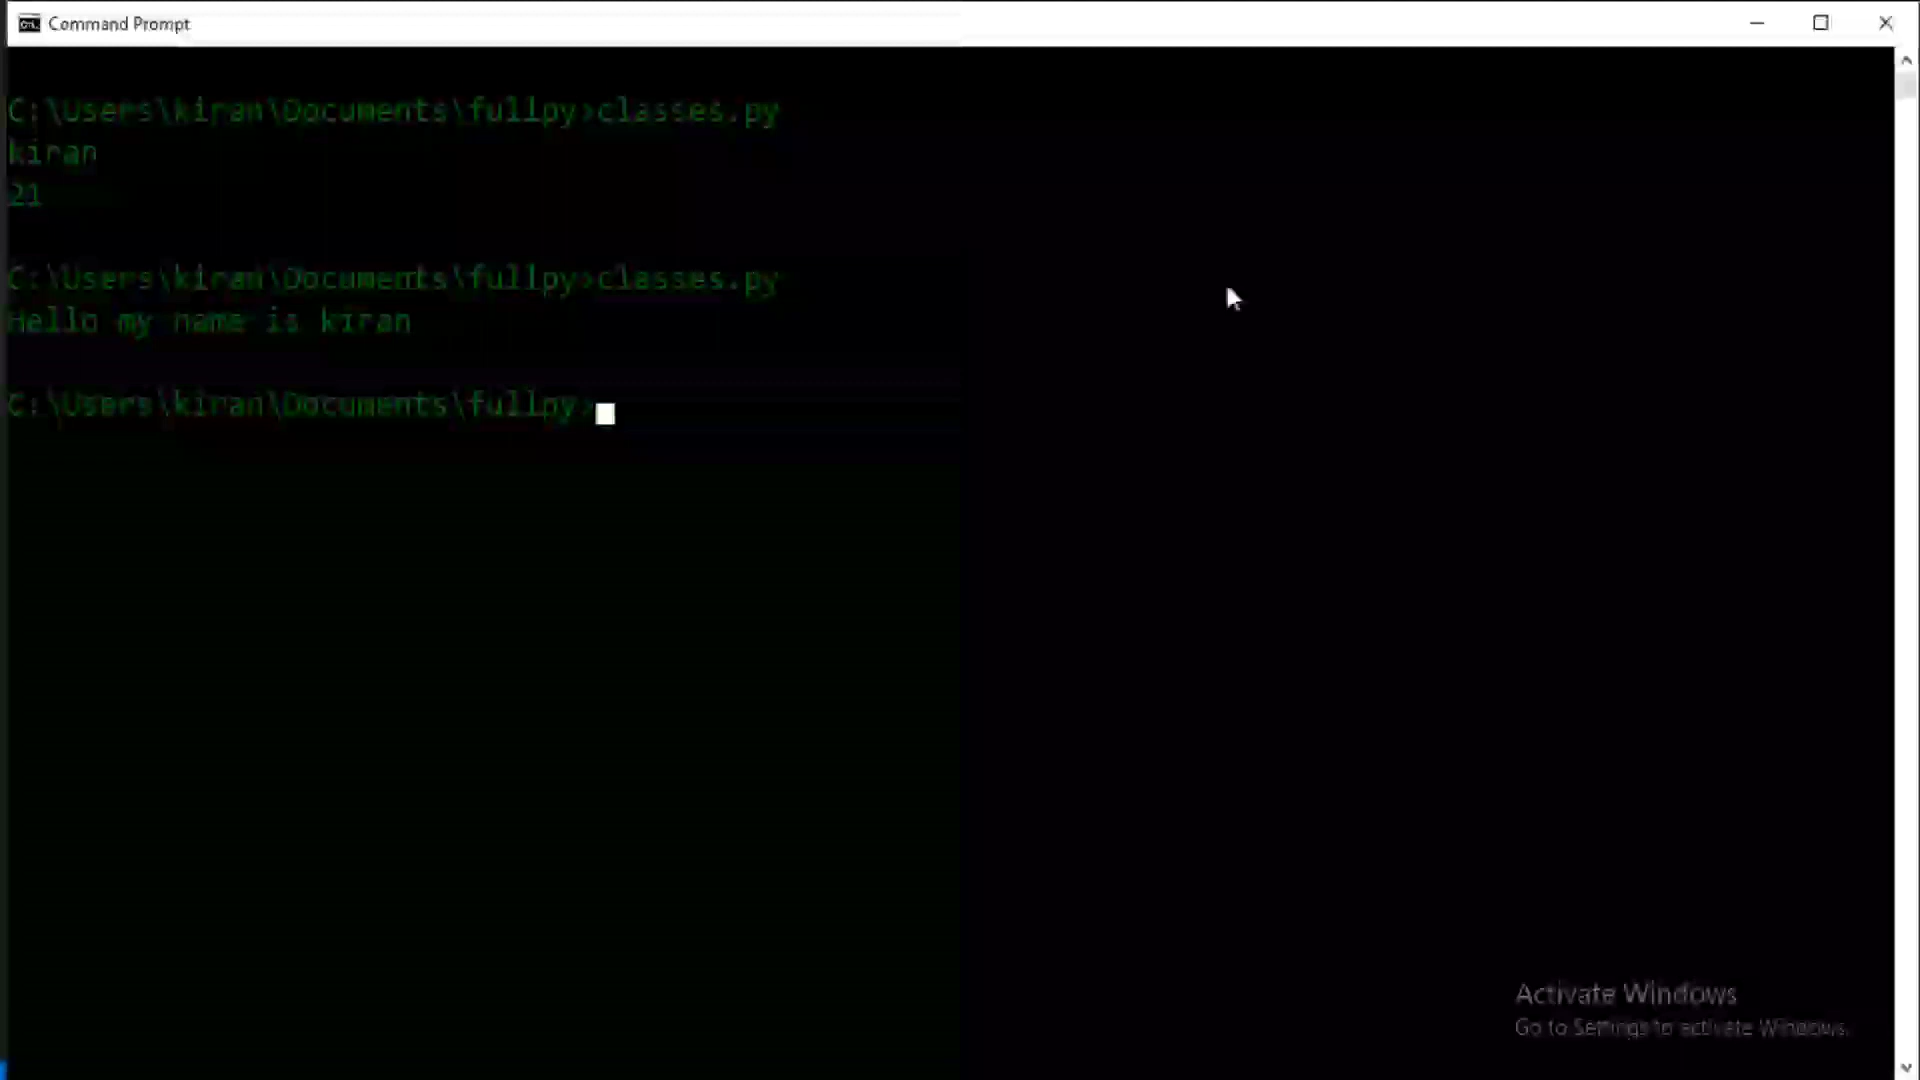 Command Prompt
C:\Users\kiran\Documents\fullpy>classes.py
kiran
21
C:\Users\kiran\Documents\fullpy>classes.py
Hello my name is kiran
C:\Users\kiran\Documents\fullpy>
Activate Windows
Go to Settings to activate Windows.